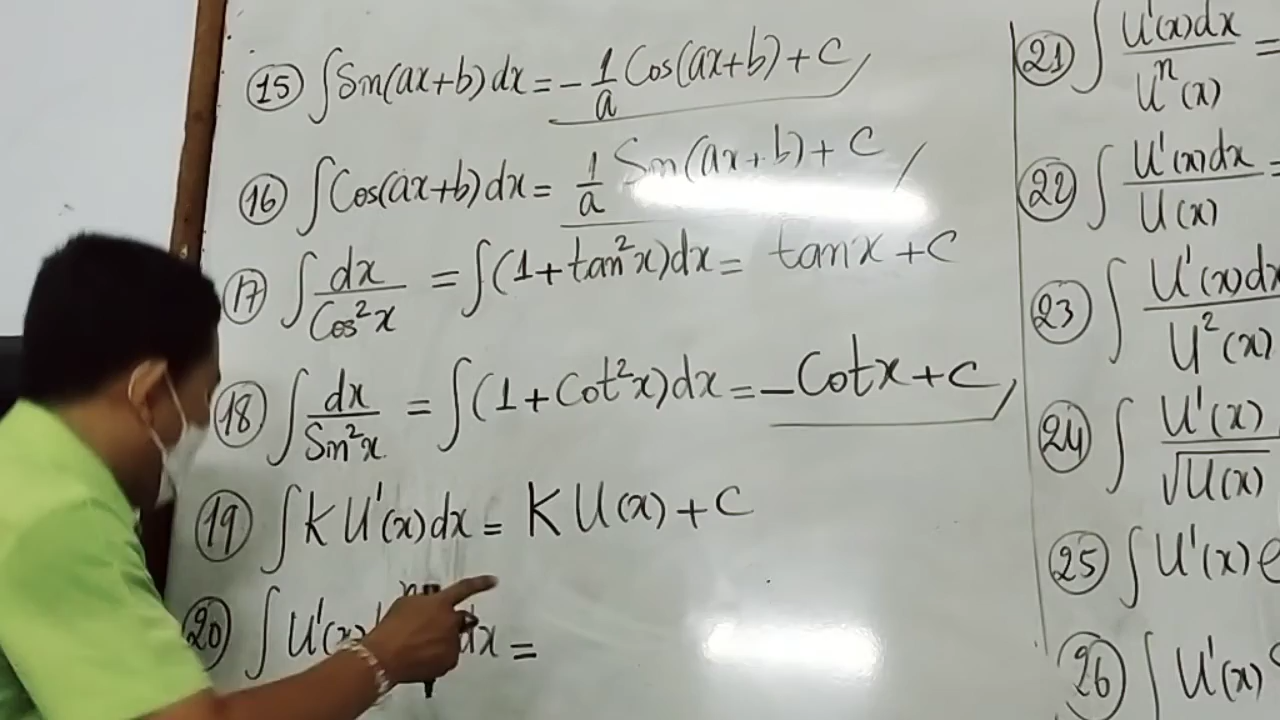 (15) ∫Sin(ax+b)dx = -1/a Cos(ax+b)+C
(16) ∫Cos(ax+b)dx = 1/a Sin(ax+b)+C
(17) ∫dx/Cos²x = ∫(1+tan²x)dx = tanx+C
(18) ∫dx/Sin²x = ∫(1+Cot²x)dx = -Cotx+C
(19) ∫KU'(x)dx = KU(x)+C
(20) ∫U'(x) dx =
(21) ∫U'(x)dx/Uⁿ(x) =
(22) ∫U'(x)dx/U(x) =
(23) ∫U'(x)dx/U²(x)
(24) ∫U'(x)/√U(x)
(25) ∫U'(x)e
(26) ∫U'(x)